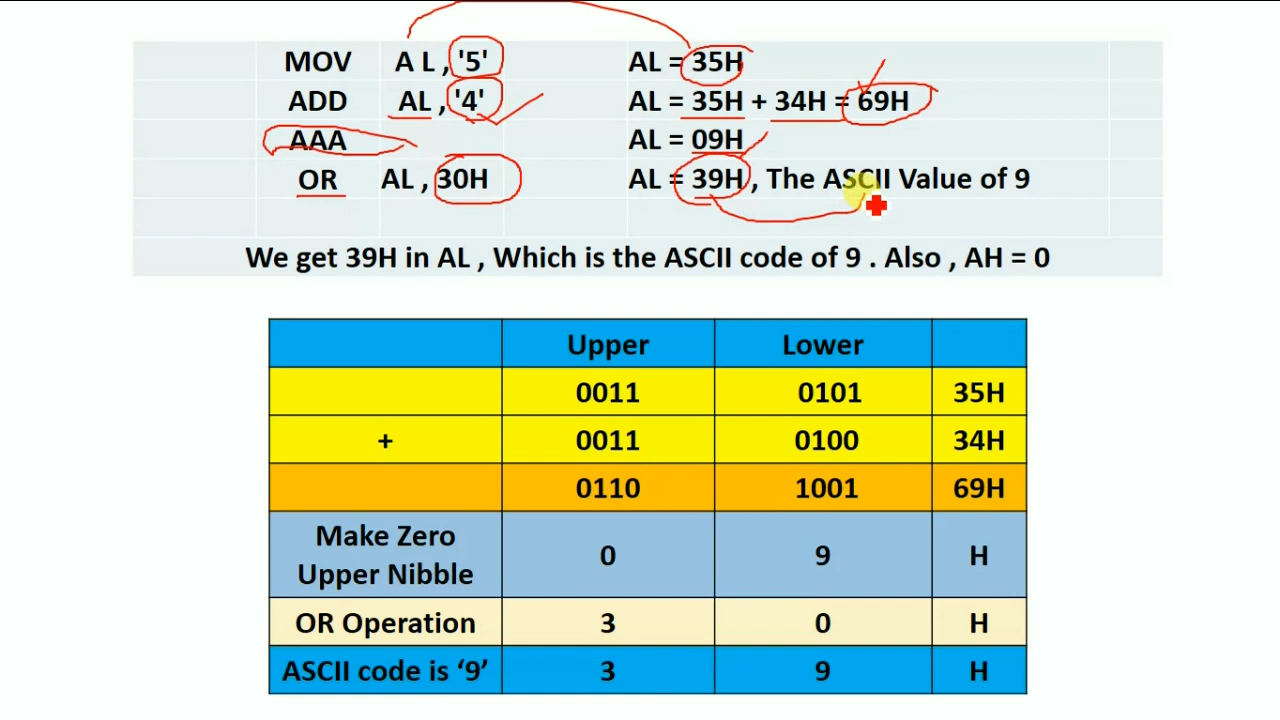 MOV AL , '5' AL = 35H
ADD AL , '4' AL = 35H + 34H = 69H
AAA AL = 09H
OR AL , 30H AL = 39H , The ASCII Value of 9
We get 39H in AL , Which is the ASCII code of 9 . Also , AH = 0
Upper Lower
0011 0101 35H
+ 0011 0100 34H
0110 1001 69H
Make Zero
Upper Nibble 0 9 H
OR Operation 3 0 H
ASCII code is ‘9’ 3 9 H